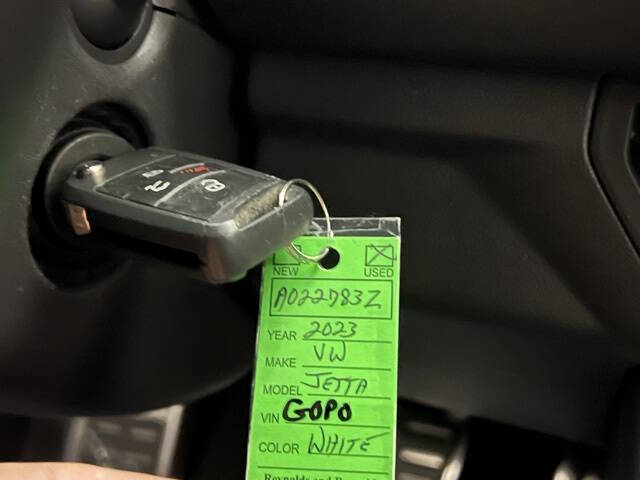 NEW USED
A022783Z
YEAR 2023
MAKE VW
MODEL JETTA
VIN GOPO
COLOR WHITE